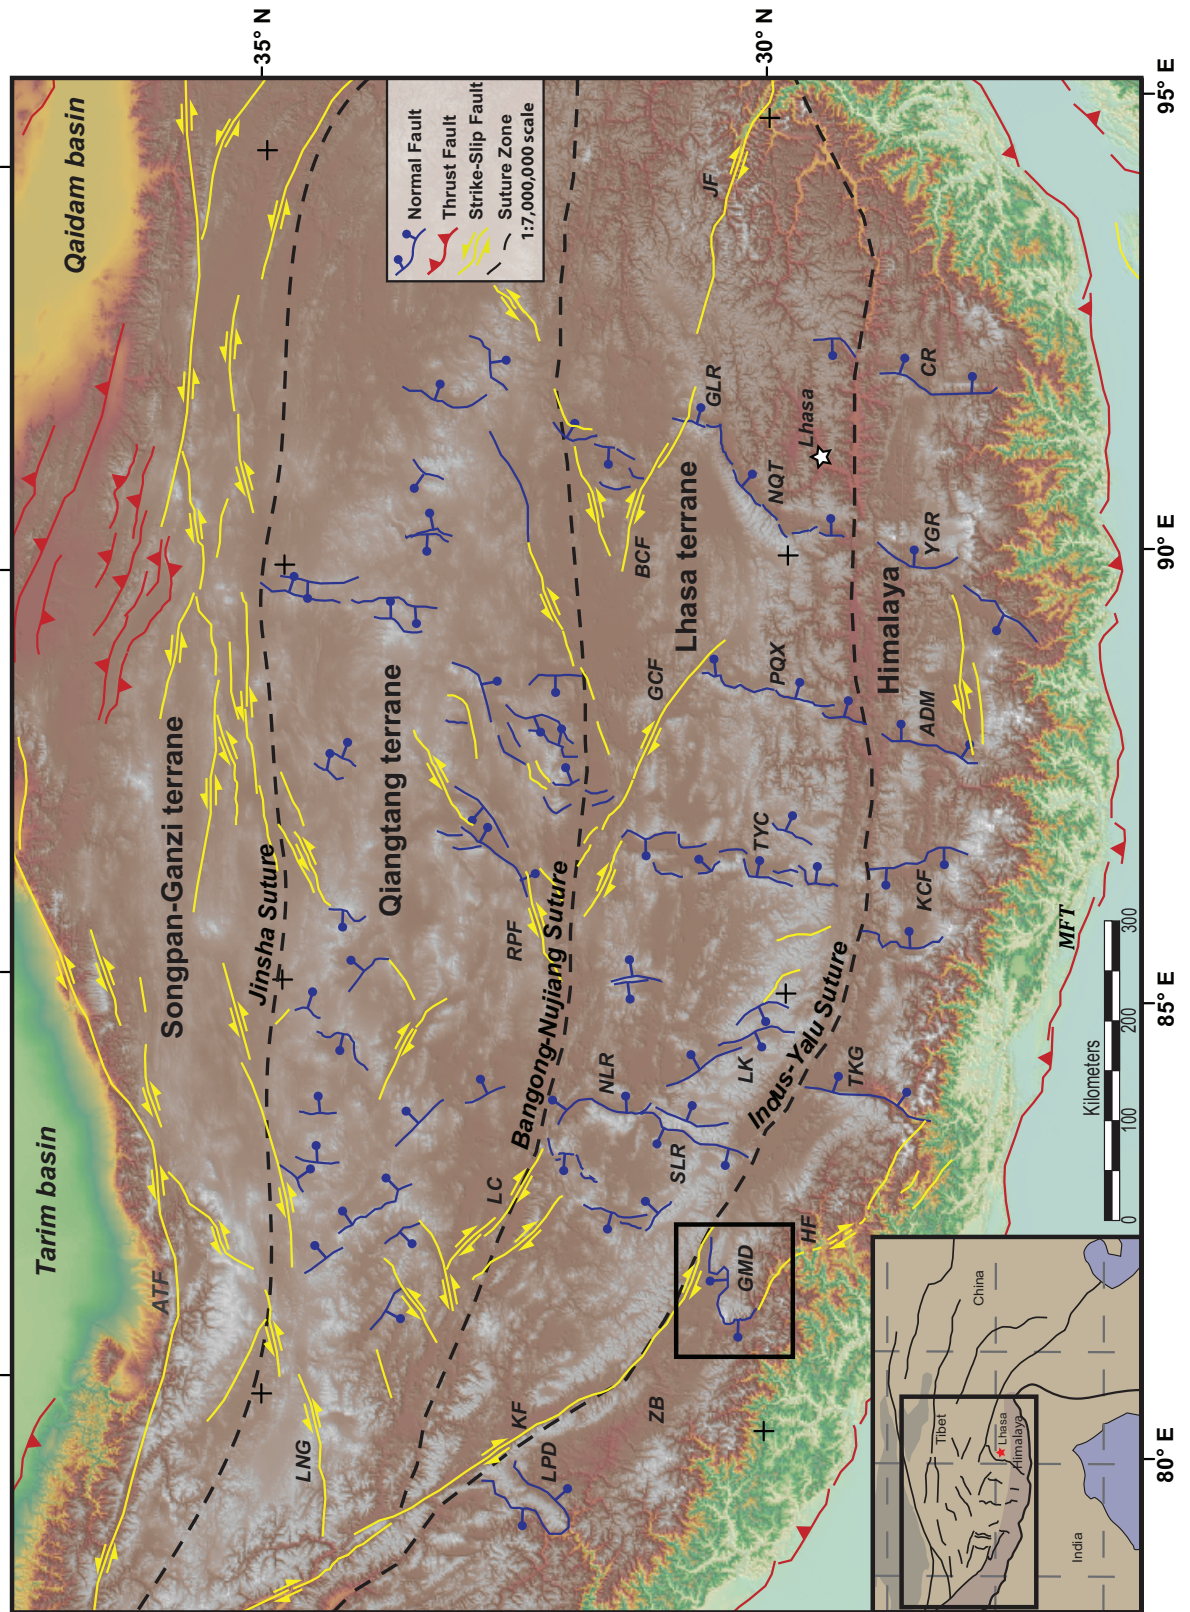 Tarim basin
Qaidam basin
ATF
Songpan-Ganzi terrane
35° N
Jinsha Suture
LNG
Qiangtang terrane
Normal Fault
Thrust Fault
Strike-Slip Fault
Suture Zone
1:7,000,000 scale
KF
LPD
LC
RPF
Bangong-Nujiang Suture
BCF
GCF
NLR
SLR
ZB
Lhasa terrane
GLR
JF
30° N
GMD
HF
LK
TYC
PQX
NQT
Lhasa
Indus-Yalu Suture
TKG
KCF
ADM
YGR
CR
Himalaya
MFT
Kilometers
0
100
200
300
80° E
85° E
90° E
95° E
Tibet
China
Lhasa
Himalaya
India